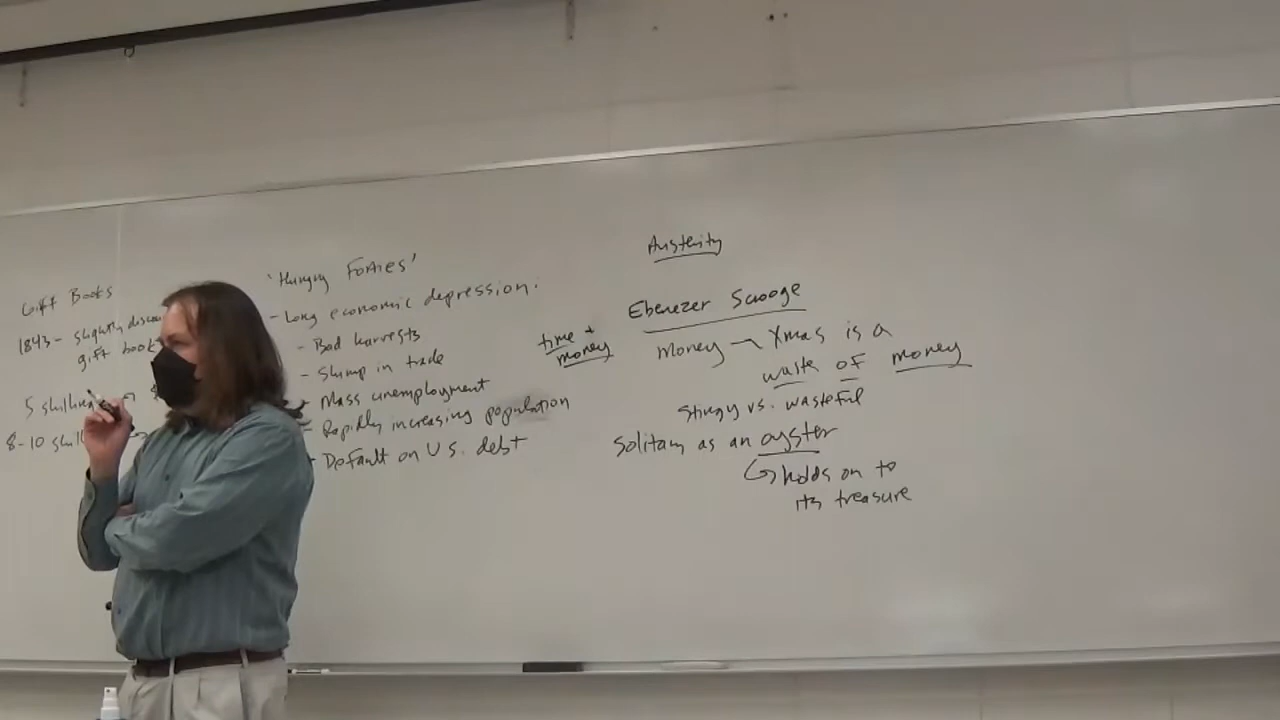 Gift Books
1843- slightly
gift book
5 shilling
8-10 shill
'Hungry Forties'
- Long economic depression.
- Bad harvests
- Slump in trade
- Mass unemployment
- Rapidly increasing population
- Default on U.S. debt
time +
money
Austerity
Ebenezer Scrooge
Money - Xmas is a
waste of money
Stingy vs. wasteful
Solitary as an oyster
holds on to
its treasure